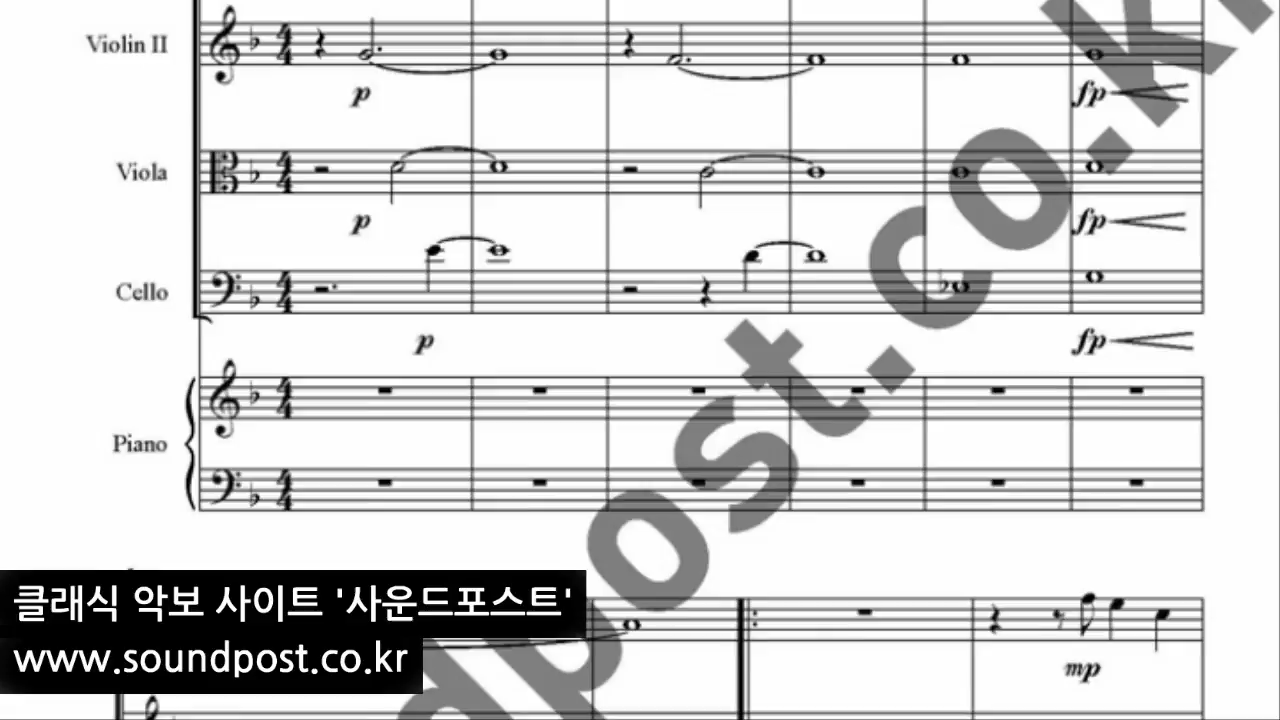 Violin II
p
fp
Viola
p
fp
Cello
p
fp
Piano
dpost.co.k
mp
클래식 악보 사이트 '사운드포스트'
www.soundpost.co.kr